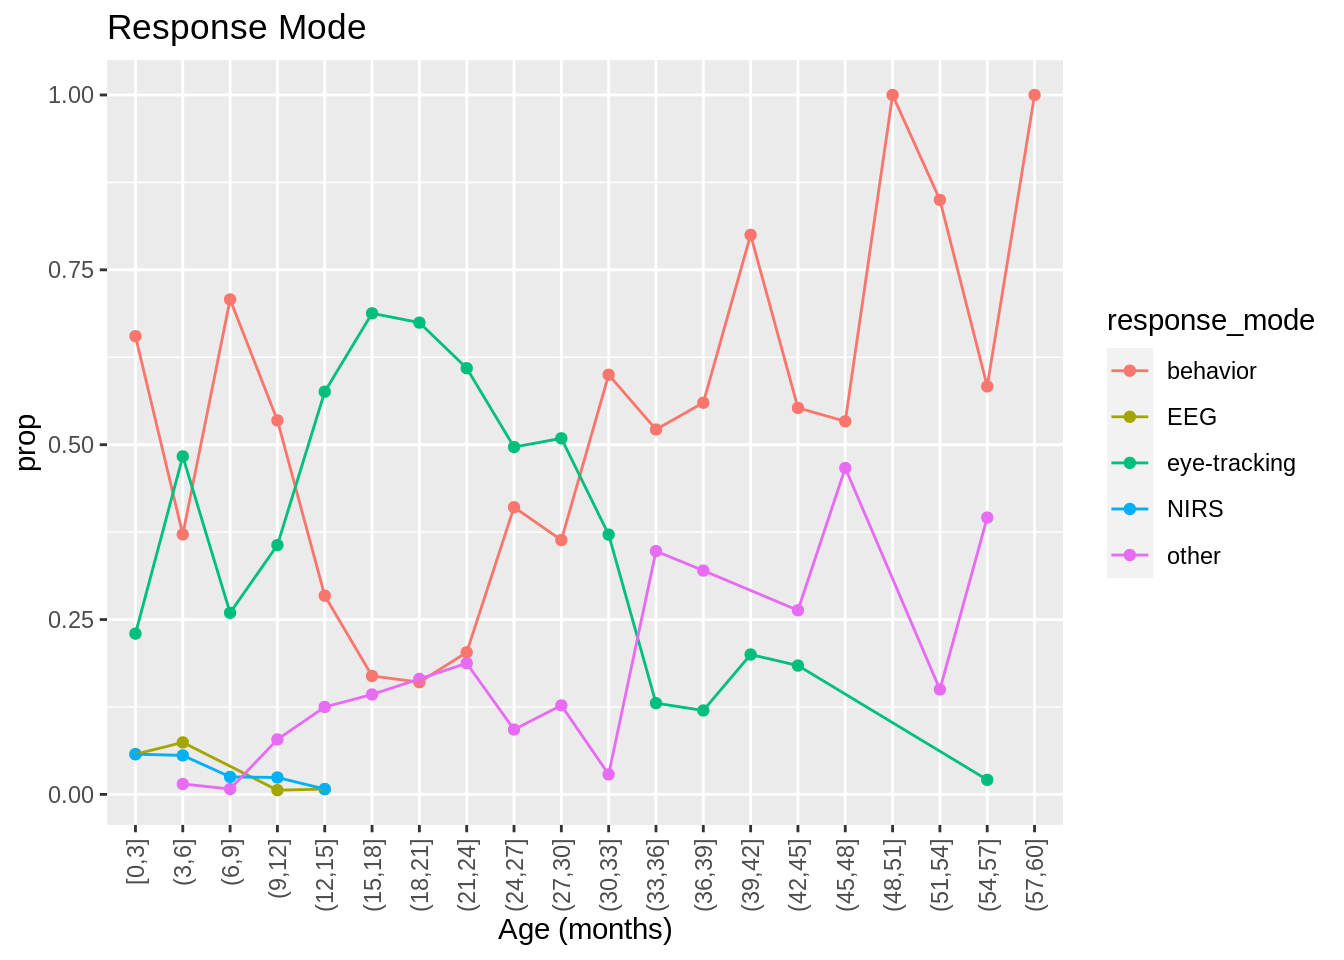 Response Mode
1.00
0.75
0.50
0.25
0.00
prop
[0,3]
(3,6]
(6,9]
(9,12]
(12,15]
(15,18]
(18,21]
(21,24]
(24,27]
(27,30]
(30,33]
(33,36]
(36,39]
(39,42]
(42,45]
(45,48]
(48,51]
(51,54]
(54,57]
(57,60]
Age (months)
response_mode
behavior
EEG
eye-tracking
NIRS
other